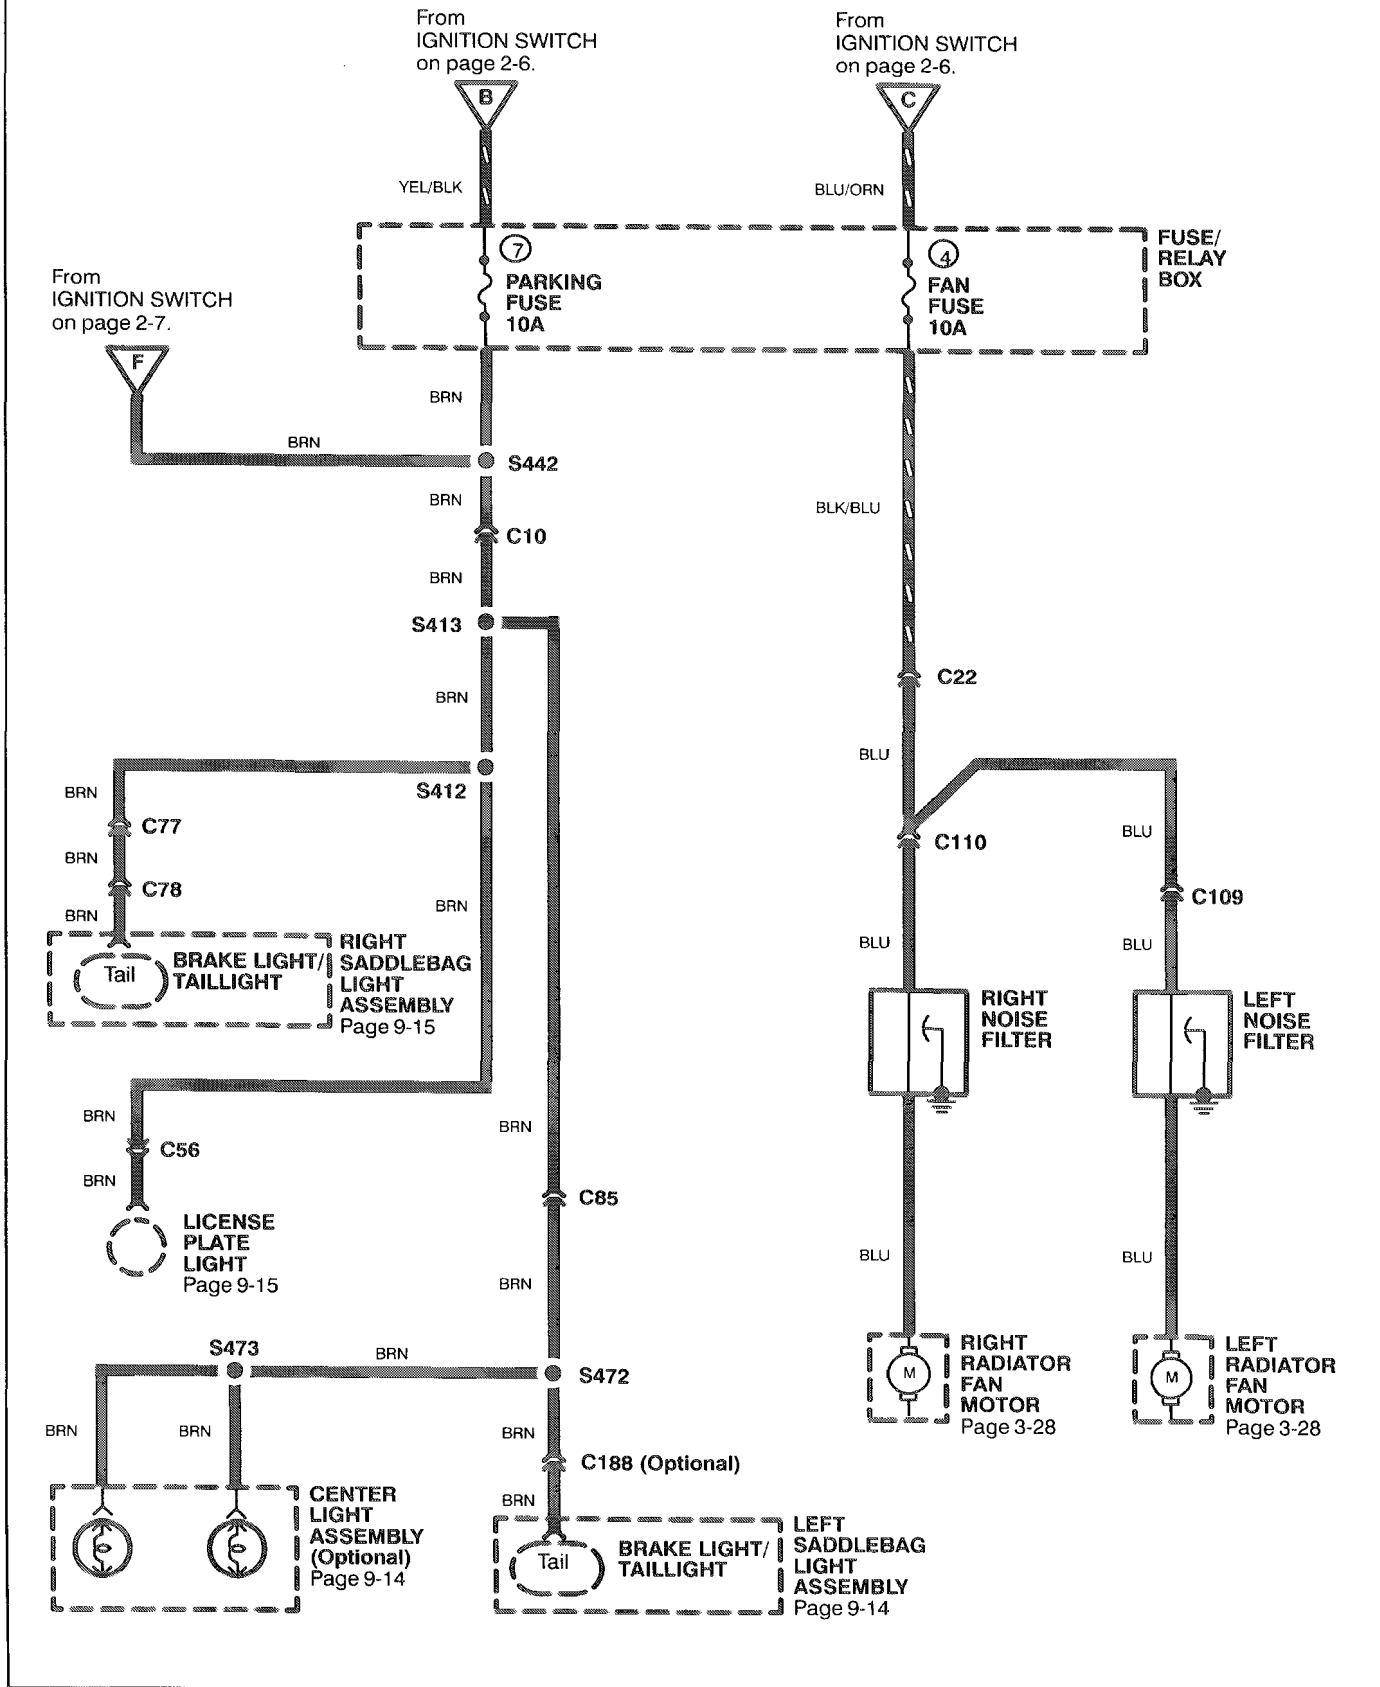 From
IGNITION SWITCH
on page 2-6.
B
YEL/BLK
From
IGNITION SWITCH
on page 2-6.
C
BLU/ORN
FUSE/
RELAY
BOX
7
PARKING
FUSE
10A
4
FAN
FUSE
10A
From
IGNITION SWITCH
on page 2-7.
F
BRN
BRN
S442
BRN
C10
BRN
S413
BRN
S412
BRN
C77
BRN
C78
BRN
Tail
BRAKE LIGHT/
TAILLIGHT
RIGHT
SADDLEBAG
LIGHT
ASSEMBLY
Page 9-15
BRN
BRN
C56
BRN
LICENSE
PLATE
LIGHT
Page 9-15
BRN
C85
BRN
S473
BRN
S472
BRN
BRN
CENTER
LIGHT
ASSEMBLY
(Optional)
Page 9-14
BRN
C188 (Optional)
BRN
Tail
BRAKE LIGHT/
TAILLIGHT
LEFT
SADDLEBAG
LIGHT
ASSEMBLY
Page 9-14
BLK/BLU
C22
BLU
C110
BLU
C109
BLU
BLU
RIGHT
NOISE
FILTER
LEFT
NOISE
FILTER
BLU
BLU
M
RIGHT
RADIATOR
FAN
MOTOR
Page 3-28
M
LEFT
RADIATOR
FAN
MOTOR
Page 3-28